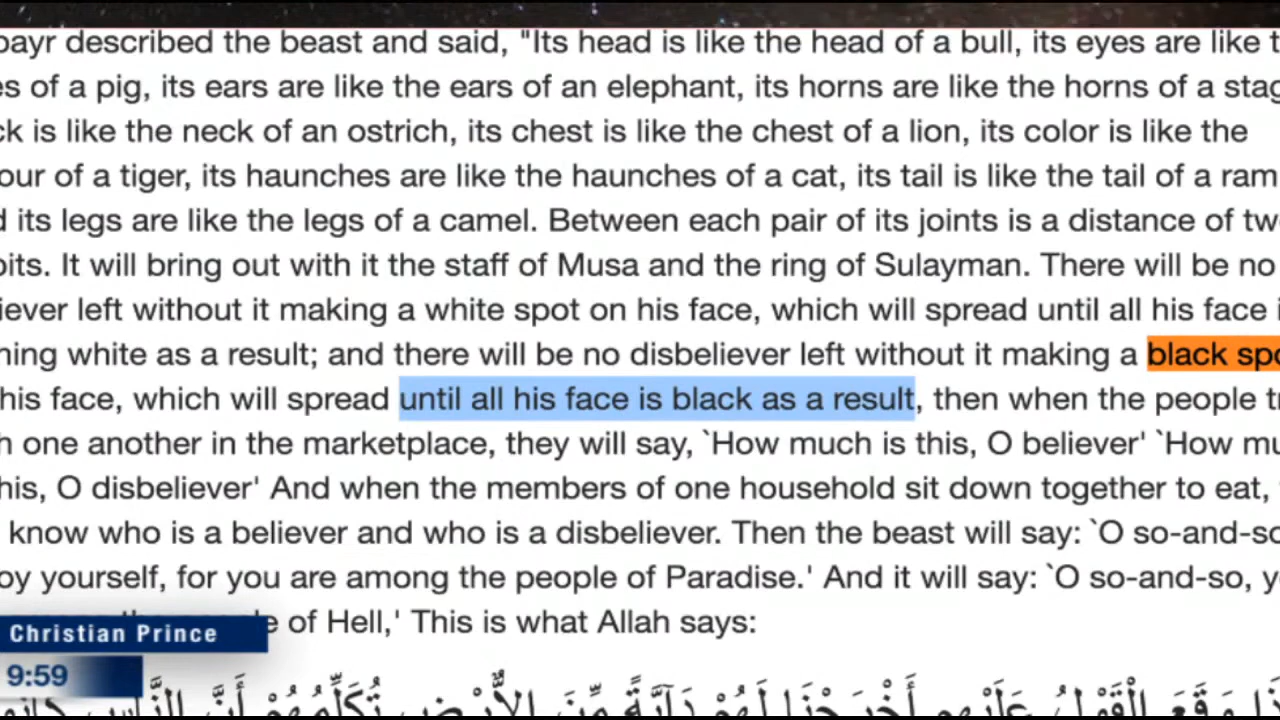 bayr described the beast and said, "Its head is like the head of a bull, its eyes are like t
es of a pig, its ears are like the ears of an elephant, its horns are like the horns of a stag
ck is like the neck of an ostrich, its chest is like the chest of a lion, its color is like the
our of a tiger, its haunches are like the haunches of a cat, its tail is like the tail of a ram
d its legs are like the legs of a camel. Between each pair of its joints is a distance of tw
bits. It will bring out with it the staff of Musa and the ring of Sulayman. There will be no
iever left without it making a white spot on his face, which will spread until all his face i
ning white as a result; and there will be no disbeliever left without it making a black spo
his face, which will spread until all his face is black as a result, then when the people tr
h one another in the marketplace, they will say, `How much is this, O believer' `How mu
his, O disbeliever' And when the members of one household sit down together to eat,
know who is a believer and who is a disbeliever. Then the beast will say: `O so-and-so
oy yourself, for you are among the people of Paradise.' And it will say: `O so-and-so, y
e of Hell,' This is what Allah says:
Christian Prince
9:59
وَقَعَ الْقَوْلُ عَلَيْهِم أَخْرَجْنَا لَهُمْ دَآبَّةً مِّنَ الاٌّرْضِ تُكَلِّمُهُمْ أَنَّ النَّاسَ